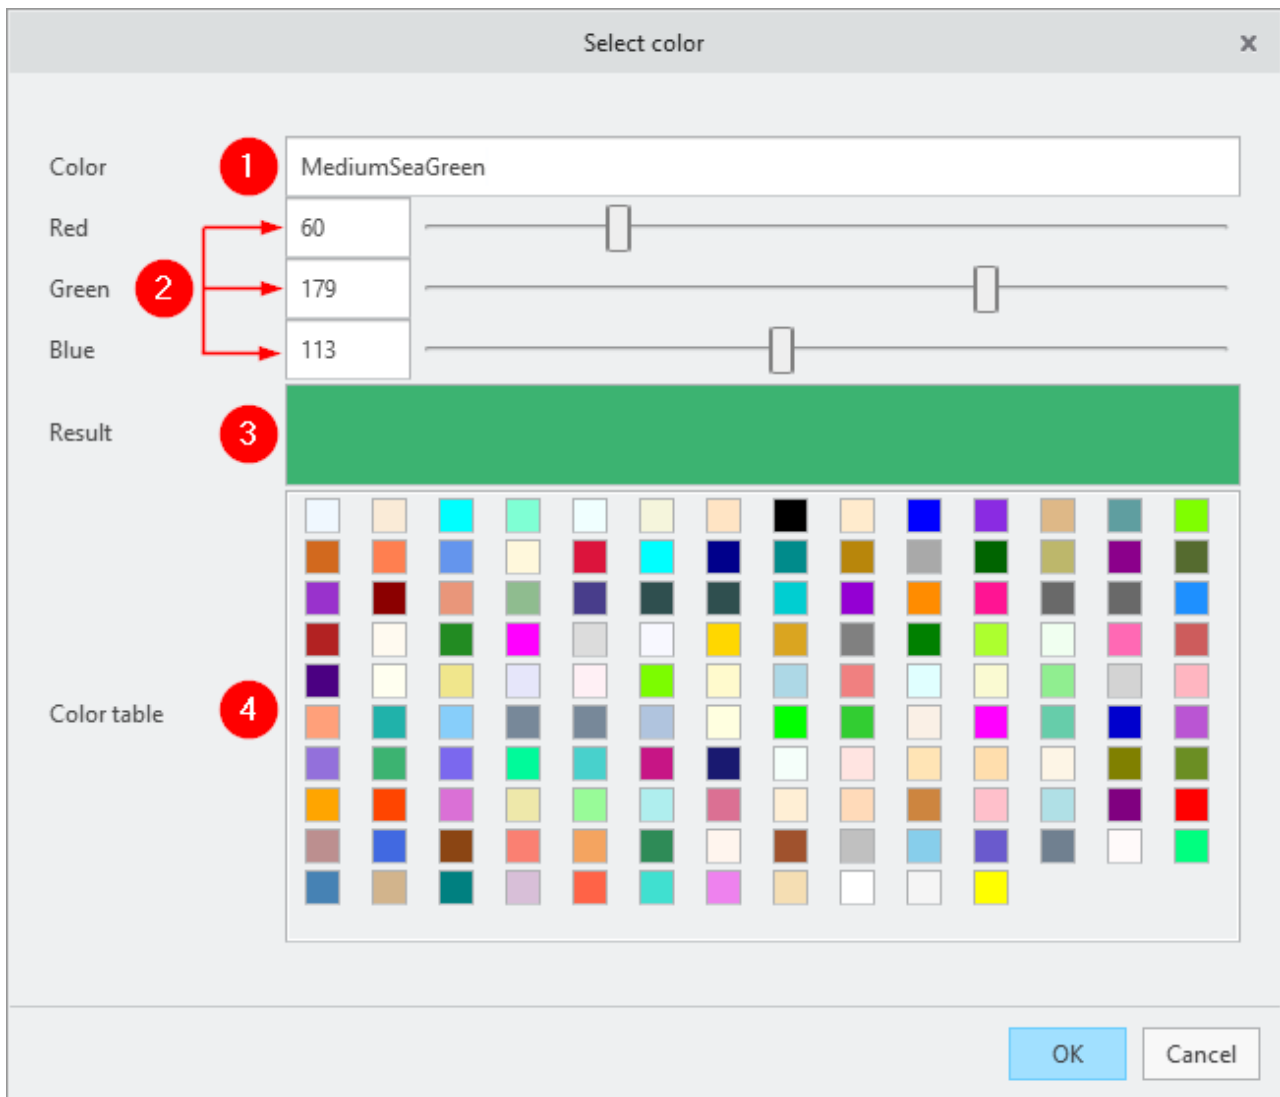 Select color x
Color 1 MediumSeaGreen
Red 60
Green 2 179
Blue 113
Result 3
Color table 4
OK Cancel